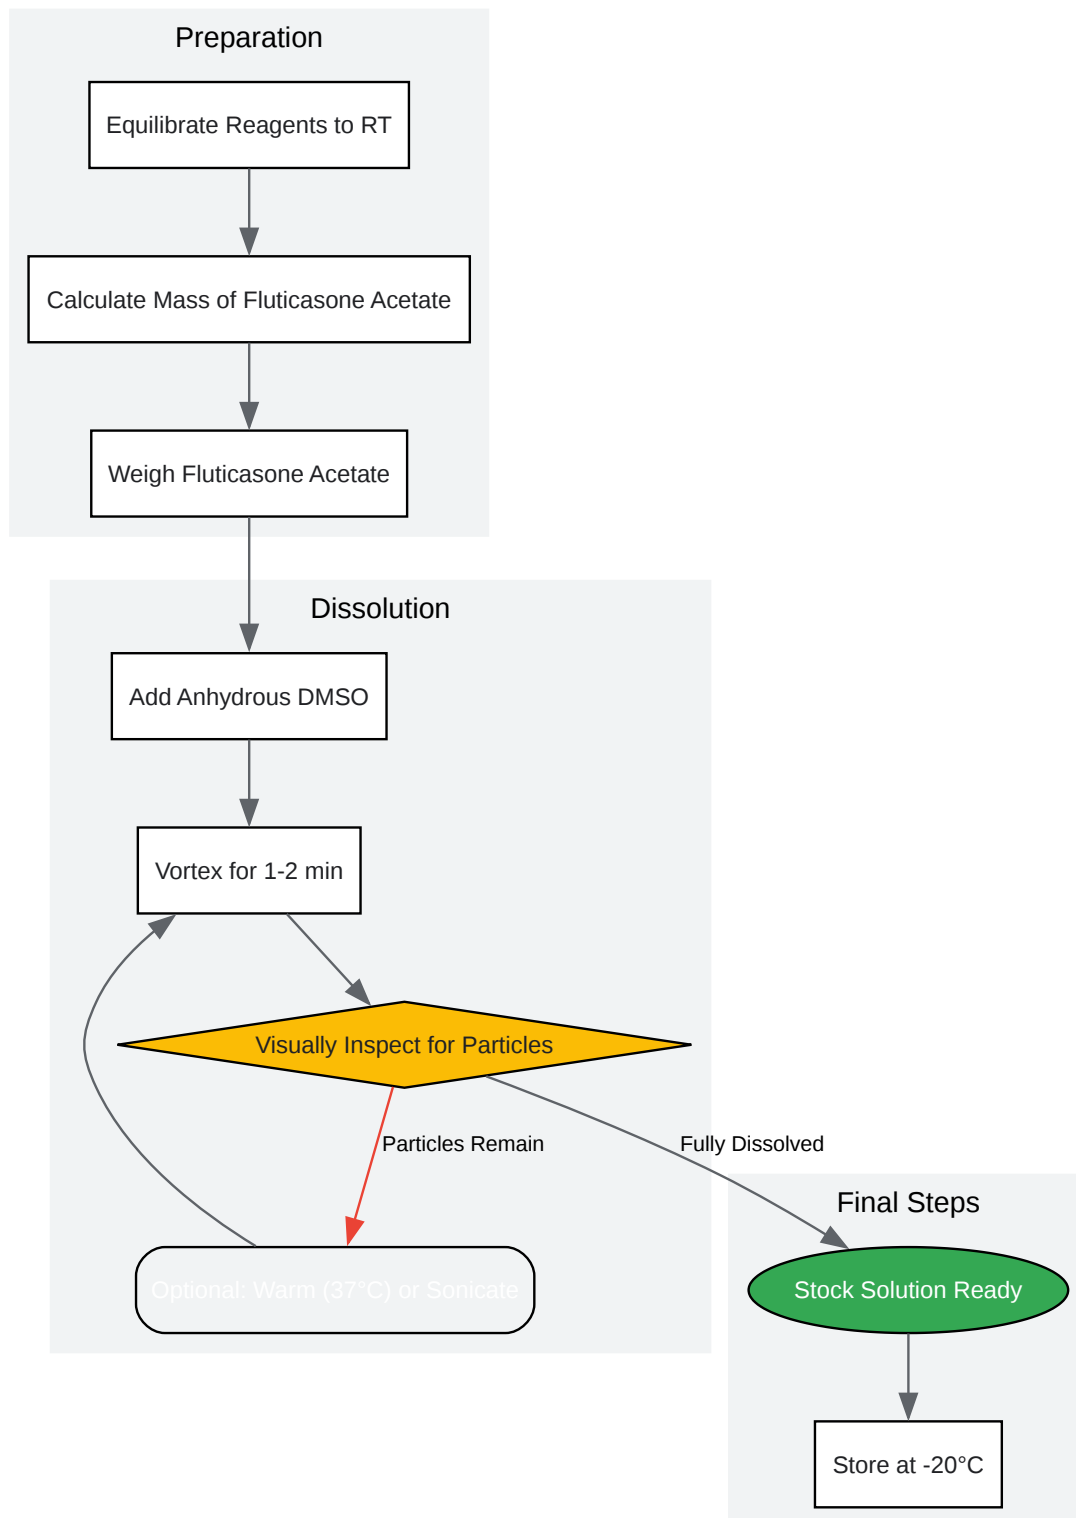 Preparation
Equilibrate Reagents to RT
Calculate Mass of Fluticasone Acetate
Weigh Fluticasone Acetate
Dissolution
Add Anhydrous DMSO
Vortex for 1-2 min
Visually Inspect for Particles
Particles Remain
Fully Dissolved
Optional: Warm (37°C) or Sonicate
Final Steps
Stock Solution Ready
Store at -20°C